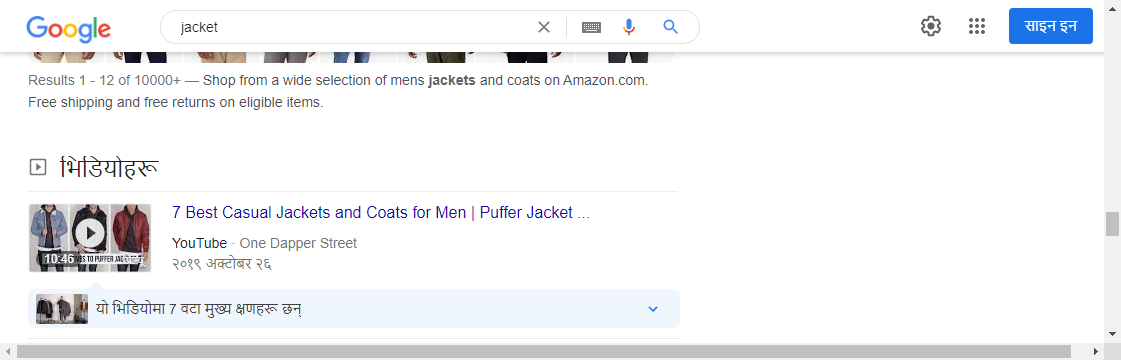 Google
jacket
साइन इन
Results 1 - 12 of 10000+ — Shop from a wide selection of mens jackets and coats on Amazon.com.
Free shipping and free returns on eligible items.
भिडियोहरू
7 Best Casual Jackets and Coats for Men | Puffer Jacket ...
10:46
YouTube · One Dapper Street
२०१९ अक्टोबर २६
यो भिडियोमा 7 वटा मुख्य क्षणहरू छन्